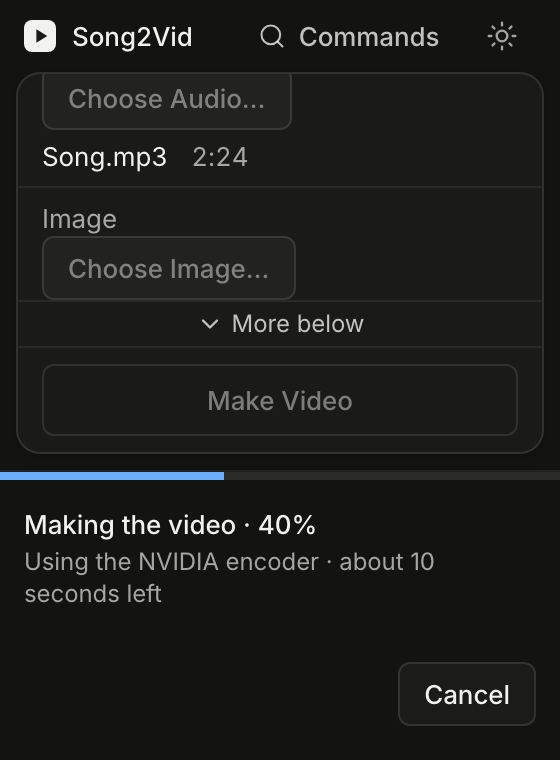 Song2Vid
Commands
Choose Audio...
Song.mp3 2:24
Image
Choose Image...
More below
Make Video
Making the video · 40%
Using the NVIDIA encoder · about 10
seconds left
Cancel